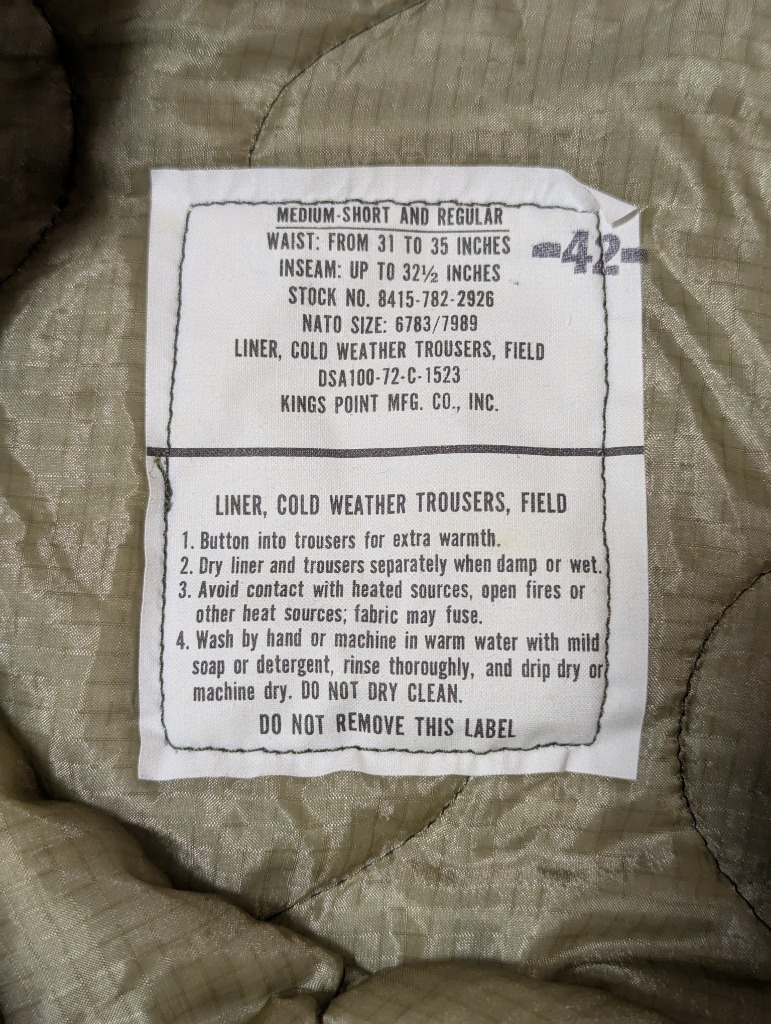 MEDIUM-SHORT AND REGULAR
WAIST: FROM 31 TO 35 INCHES
-42-
INSEAM: UP TO 32½ INCHES
STOCK NO. 8415-782-2926
NATO SIZE: 6783/7989
LINER, COLD WEATHER TROUSERS, FIELD
DSA100-72-C-1523
KINGS POINT MFG. CO., INC.
LINER, COLD WEATHER TROUSERS, FIELD
1. Button into trousers for extra warmth.
2. Dry liner and trousers separately when damp or wet.
3. Avoid contact with heated sources, open fires or
other heat sources; fabric may fuse.
4. Wash by hand or machine in warm water with mild
soap or detergent, rinse thoroughly, and drip dry or
machine dry. DO NOT DRY CLEAN.
DO NOT REMOVE THIS LABEL